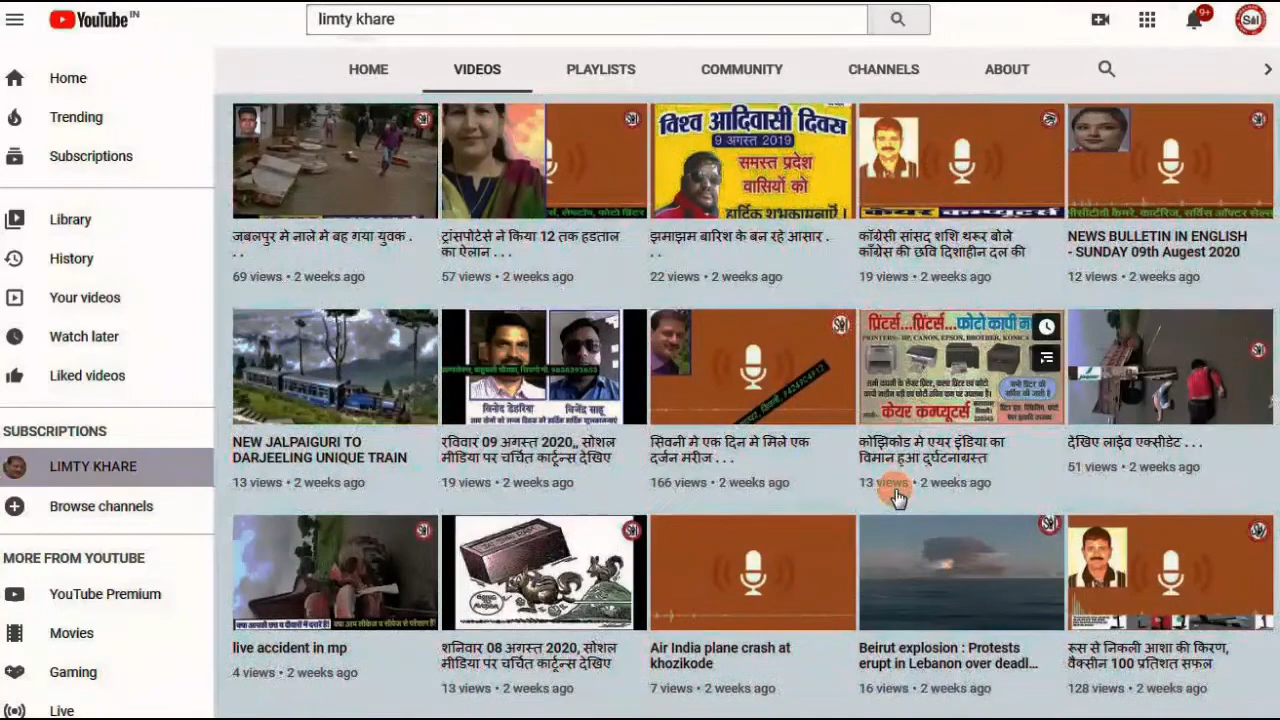 YouTube IN
limty khare
9+
HOME VIDEOS PLAYLISTS COMMUNITY CHANNELS ABOUT
Home
Trending
Subscriptions
Library
History
Your videos
Watch later
Liked videos
SUBSCRIPTIONS
LIMTY KHARE
Browse channels
MORE FROM YOUTUBE
YouTube Premium
Movies
Gaming
Live
विश्व आदिवासी दिवस
9 अगस्त 2019
समस्त प्रदेश
वासियों को
हार्दिक शुभकामनाएँ !
केयर कम्प्यूटर्स
जबलपुर मे नाले मे बह गया युवक .
. .
69 views • 2 weeks ago
ट्रांसपोर्टर्स ने किया 12 तक हडताल
का ऐलान . . .
57 views • 2 weeks ago
झमाझम बारिश के बन रहे आसार .
. .
22 views • 2 weeks ago
काँग्रेसी सांसद शशि थरूर बोले
काँग्रेस की छवि दिशाहीन दल की
19 views • 2 weeks ago
NEWS BULLETIN IN ENGLISH
- SUNDAY 09th Augest 2020
12 views • 2 weeks ago
विनोद डेहरिया
विजेंद्र साहू
प्रिंटर्स...प्रिंटर्स...फोटो कापी म
केयर कम्प्यूटर्स
NEW JALPAIGURI TO
DARJEELING UNIQUE TRAIN
13 views • 2 weeks ago
रविवार 09 अगस्त 2020,, सोशल
मीडिया पर चर्चित कार्टून्स देखिए
19 views • 2 weeks ago
सिवनी मे एक दिन मे मिले एक
दर्जन मरीज . . .
166 views • 2 weeks ago
कोझिकोड मे एयर इंडिया का
विमान हुआ दुर्घटनाग्रस्त
13 views • 2 weeks ago
देखिए लाईव एक्सीडेंट . . .
51 views • 2 weeks ago
live accident in mp
4 views • 2 weeks ago
शनिवार 08 अगस्त 2020, सोशल
मीडिया पर चर्चित कार्टून्स देखिए
13 views • 2 weeks ago
Air India plane crash at
khozikode
7 views • 2 weeks ago
Beirut explosion : Protests
erupt in Lebanon over deadl...
16 views • 2 weeks ago
रूस से निकली आशा की किरण,
वैक्सीन 100 प्रतिशत सफल
128 views • 2 weeks ago